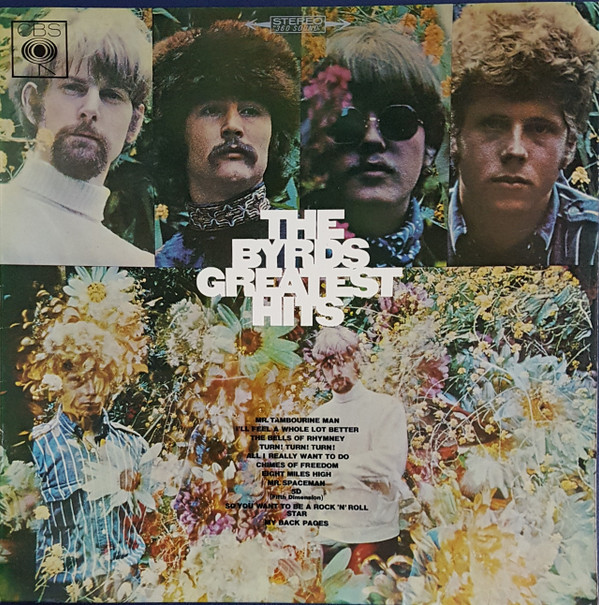 CBS
STEREO
"360 SOUND"
THE
BYRDS
GREATEST
HITS
MR. TAMBOURINE MAN
I'LL FEEL A WHOLE LOT BETTER
THE BELLS OF RHYMNEY
TURN! TURN! TURN!
ALL I REALLY WANT TO DO
CHIMES OF FREEDOM
EIGHT MILES HIGH
MR. SPACEMAN
5D
(Fifth Dimension)
SO YOU WANT TO BE A ROCK 'N' ROLL
STAR
MY BACK PAGES